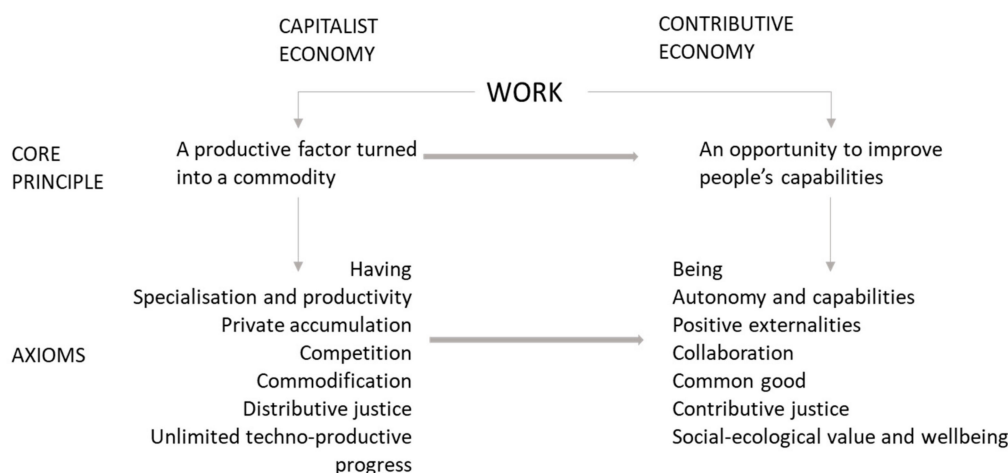 CAPITALIST
ECONOMY
CONTRIBUTIVE
ECONOMY
WORK
CORE
PRINCIPLE
A productive factor turned
into a commodity
An opportunity to improve
people's capabilities
AXIOMS
Having
Specialisation and productivity
Private accumulation
Competition
Commodification
Distributive justice
Unlimited techno-productive
progress
Being
Autonomy and capabilities
Positive externalities
Collaboration
Common good
Contributive justice
Social-ecological value and wellbeing